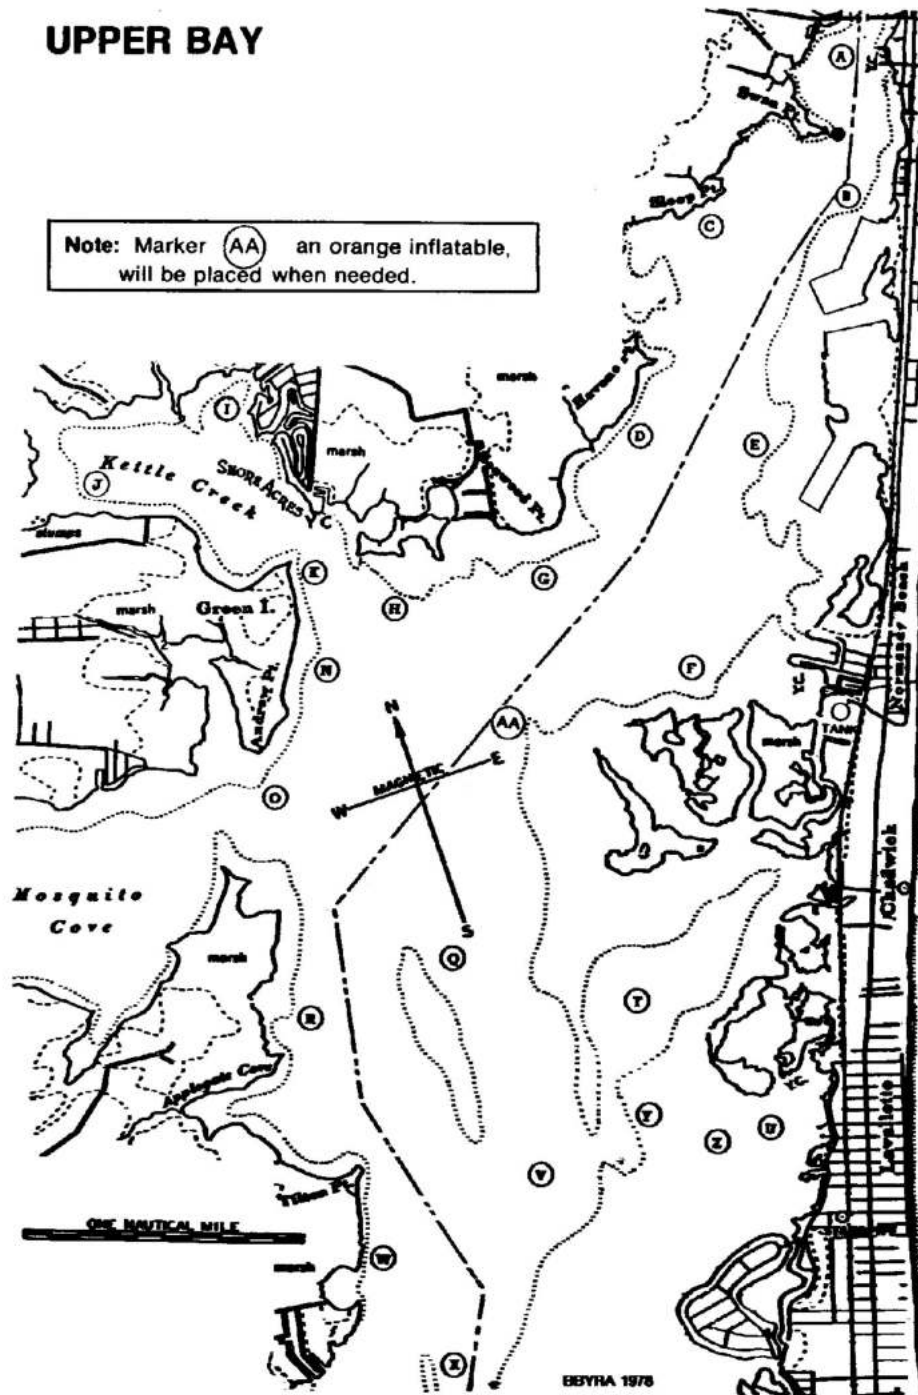 UPPER BAY
A
Y.C.
Swan Pt.
B
Sloop Pt.
C
Note: Marker AA an orange inflatable,
will be placed when needed.
marsh
I
D
E
marsh
Kettle Creek
SHORE ACRES
J
Y C
stumps
K
G
H
marsh
Green I.
Normandy Beach
N
F
Andrew Pt.
Y.C.
N
AA
TANK
marsh
MAGNETIC
E
W
O
Chadwick
Mosquito
Cove
S
marsh
Q
T
R
Applegate Cove
Y.C.
Y
Z
U
Lavallette
V
Tilton Pt.
ONE NAUTICAL MILE
marsh
W
X
BBYRA 1978